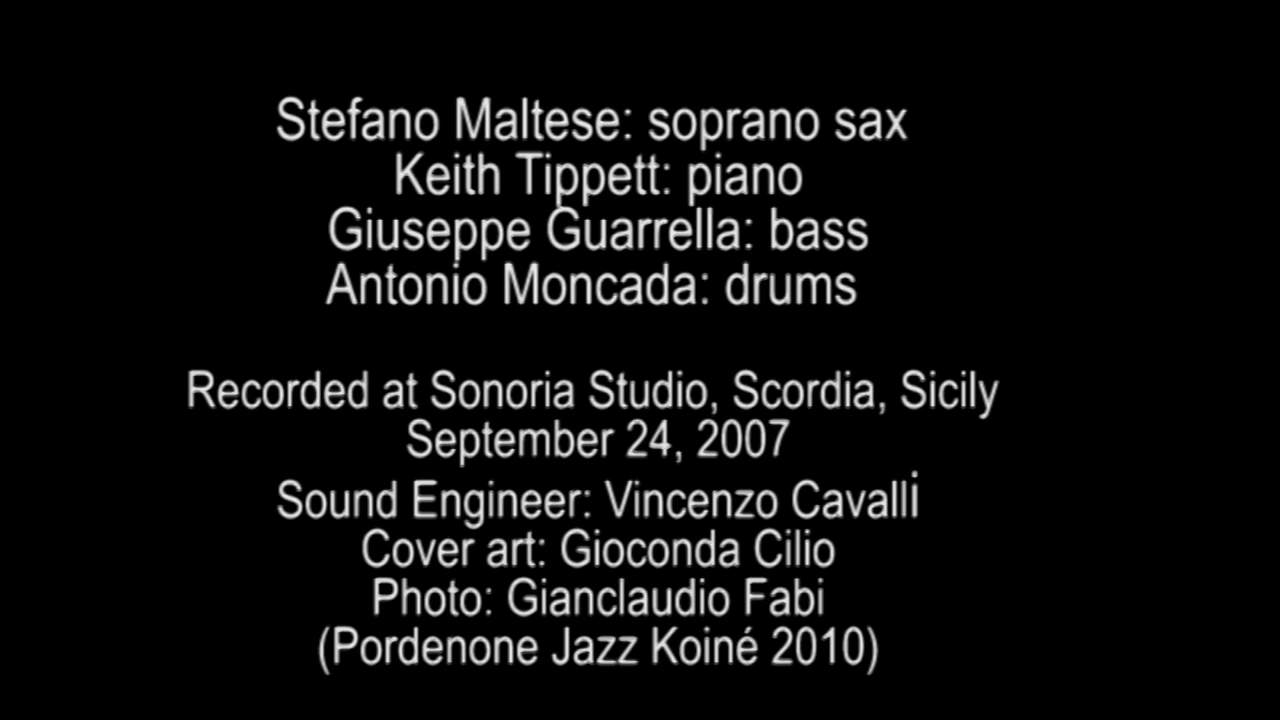 Stefano Maltese: soprano sax
Keith Tippett: piano
Giuseppe Guarrella: bass
Antonio Moncada: drums
Recorded at Sonoria Studio, Scordia, Sicily
September 24, 2007
Sound Engineer: Vincenzo Cavalli
Cover art: Gioconda Cilio
Photo: Gianclaudio Fabi
(Pordenone Jazz Koiné 2010)